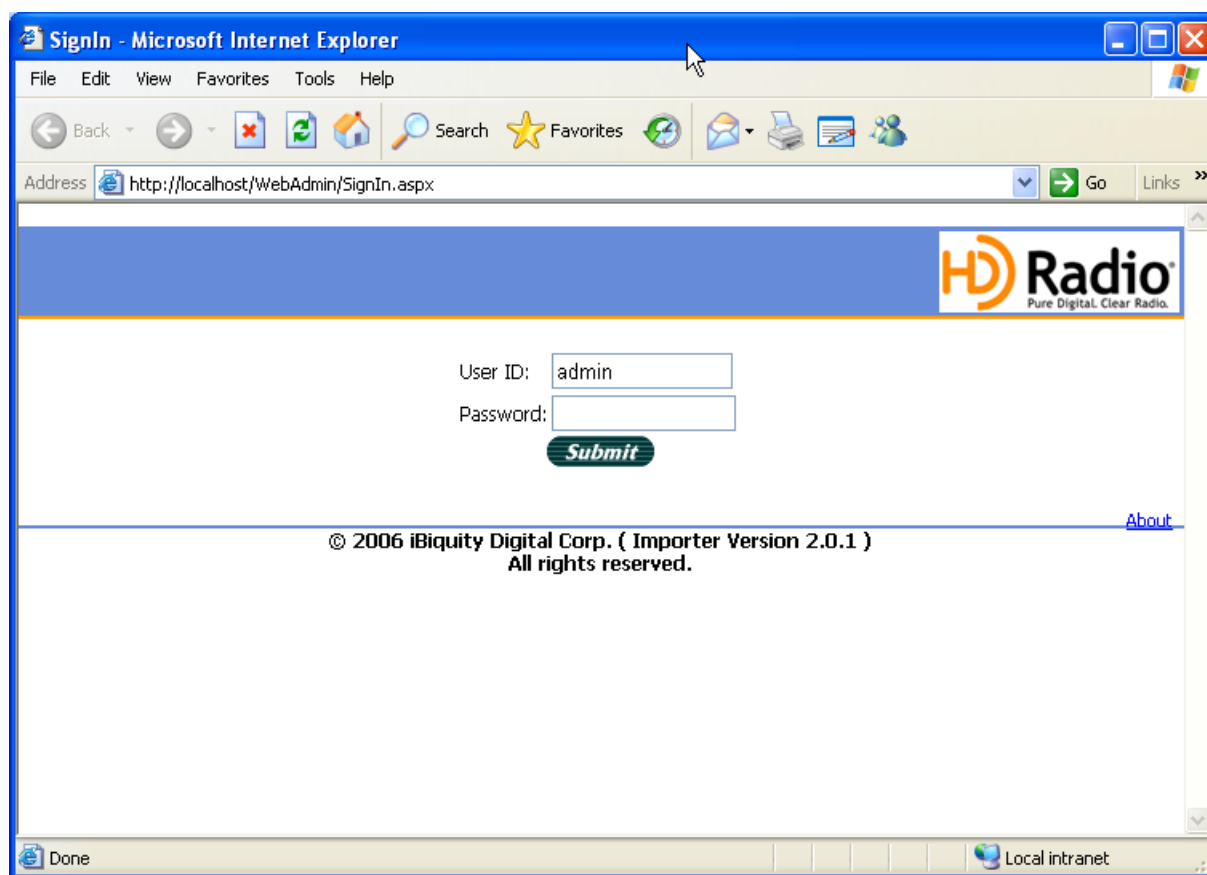 SignIn - Microsoft Internet Explorer
File Edit View Favorites Tools Help
Back Search Favorites
Address http://localhost/WebAdmin/SignIn.aspx Go Links »
HD Radio
Pure Digital. Clear Radio.
User ID: admin
Password:
Submit
About
© 2006 iBiquity Digital Corp. ( Importer Version 2.0.1 )
All rights reserved.
Done Local intranet